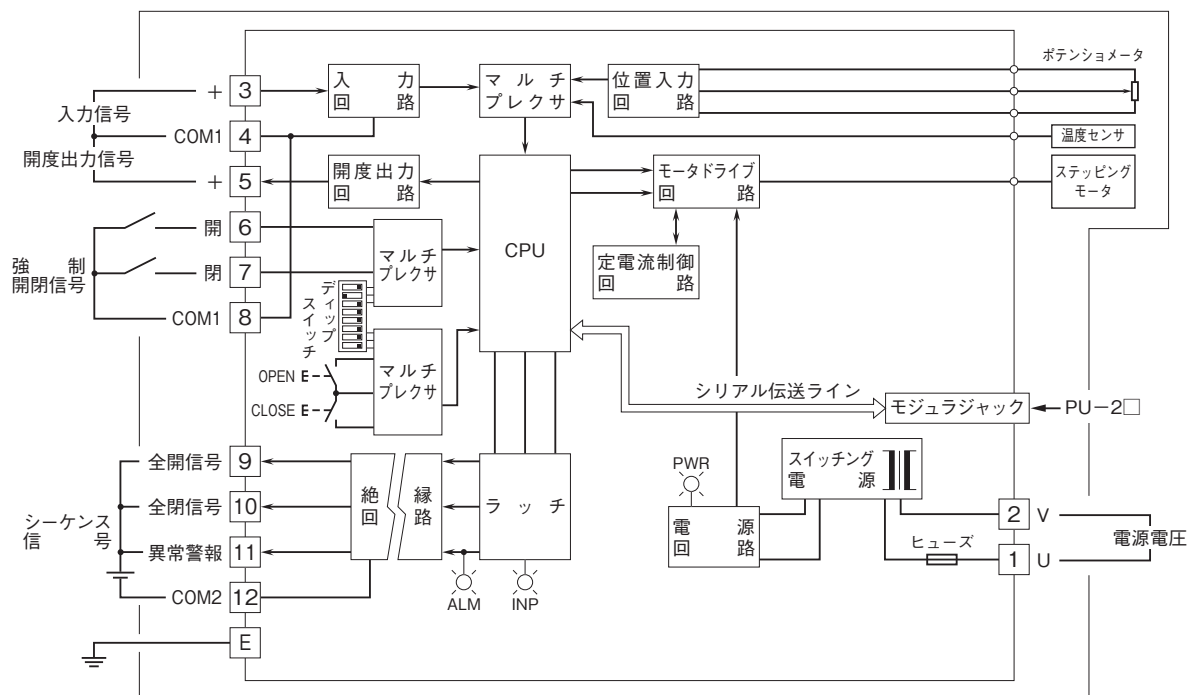 入力信号
開度出力信号
+
COM1
+
3
4
5
入力
回路
マルチ
プレクサ
位置入力
回路
ポテンショメータ
温度センサ
開度出力
回路
CPU
モータドライブ
回路
ステッピング
モータ
強制
開閉信号
開
閉
COM1
6
7
8
マルチ
プレクサ
定電流制御
回路
ディップ
スイッチ
OPEN E
CLOSE E
マルチ
プレクサ
シリアル伝送ライン
モジュラジャック
PU-2□
シーケンス
信号
全開信号
全閉信号
異常警報
COM2
9
10
11
12
E
絶縁
回路
ラッチ
ALM
INP
PWR
電源
回路
スイッチング
電源
ヒューズ
2
V
1
U
電源電圧